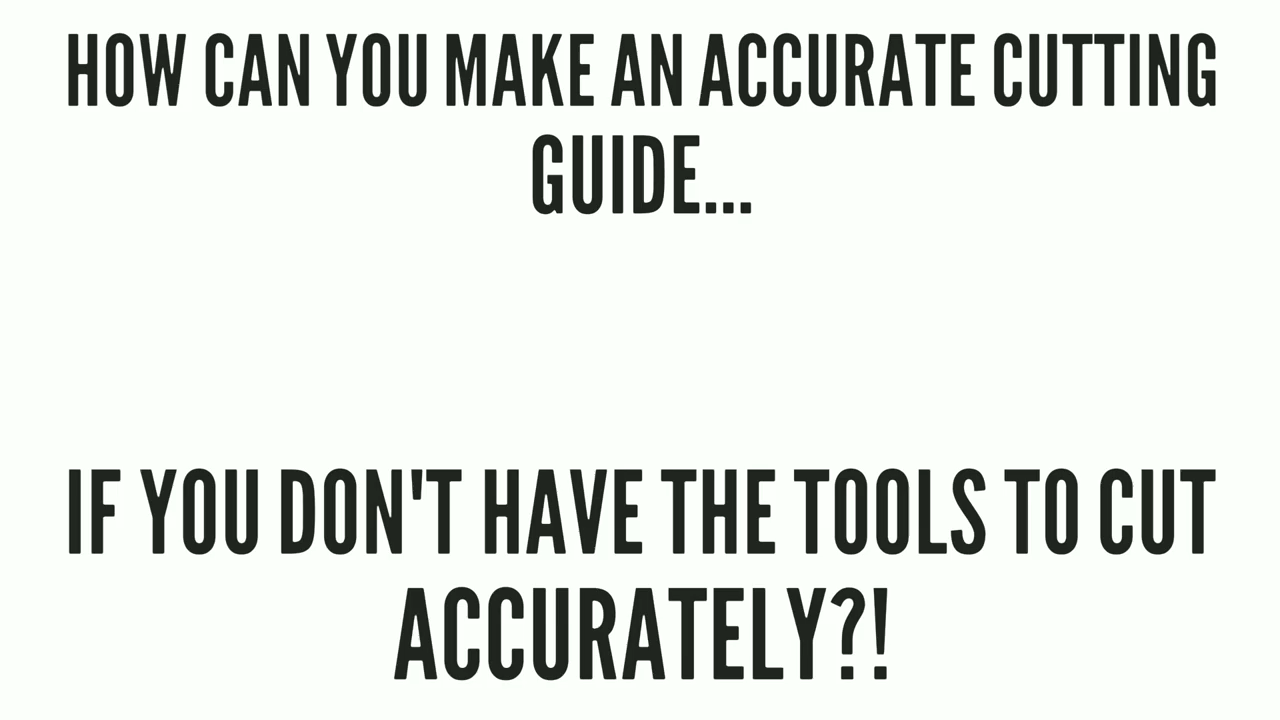 HOW CAN YOU MAKE AN ACCURATE CUTTING
GUIDE...
IF YOU DON'T HAVE THE TOOLS TO CUT
ACCURATELY?!